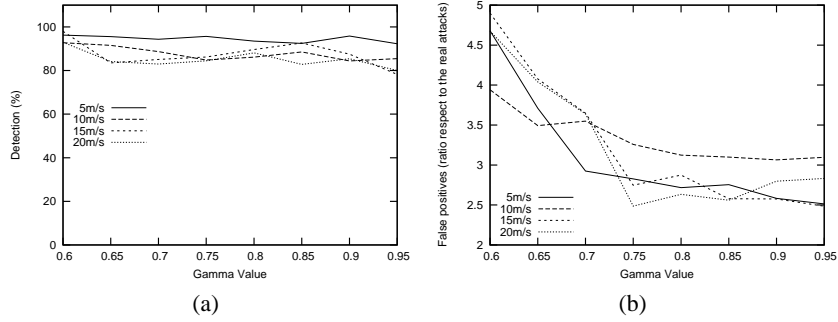 100
80
60
40
20
0
Detection (%)
5m/s
10m/s
15m/s
20m/s
0.6 0.65 0.7 0.75 0.8 0.85 0.9 0.95
Gamma Value
(a)
5
4.5
4
3.5
3
2.5
2
False positives (ratio respect to the real attacks)
5m/s
10m/s
15m/s
20m/s
0.6 0.65 0.7 0.75 0.8 0.85 0.9 0.95
Gamma Value
(b)